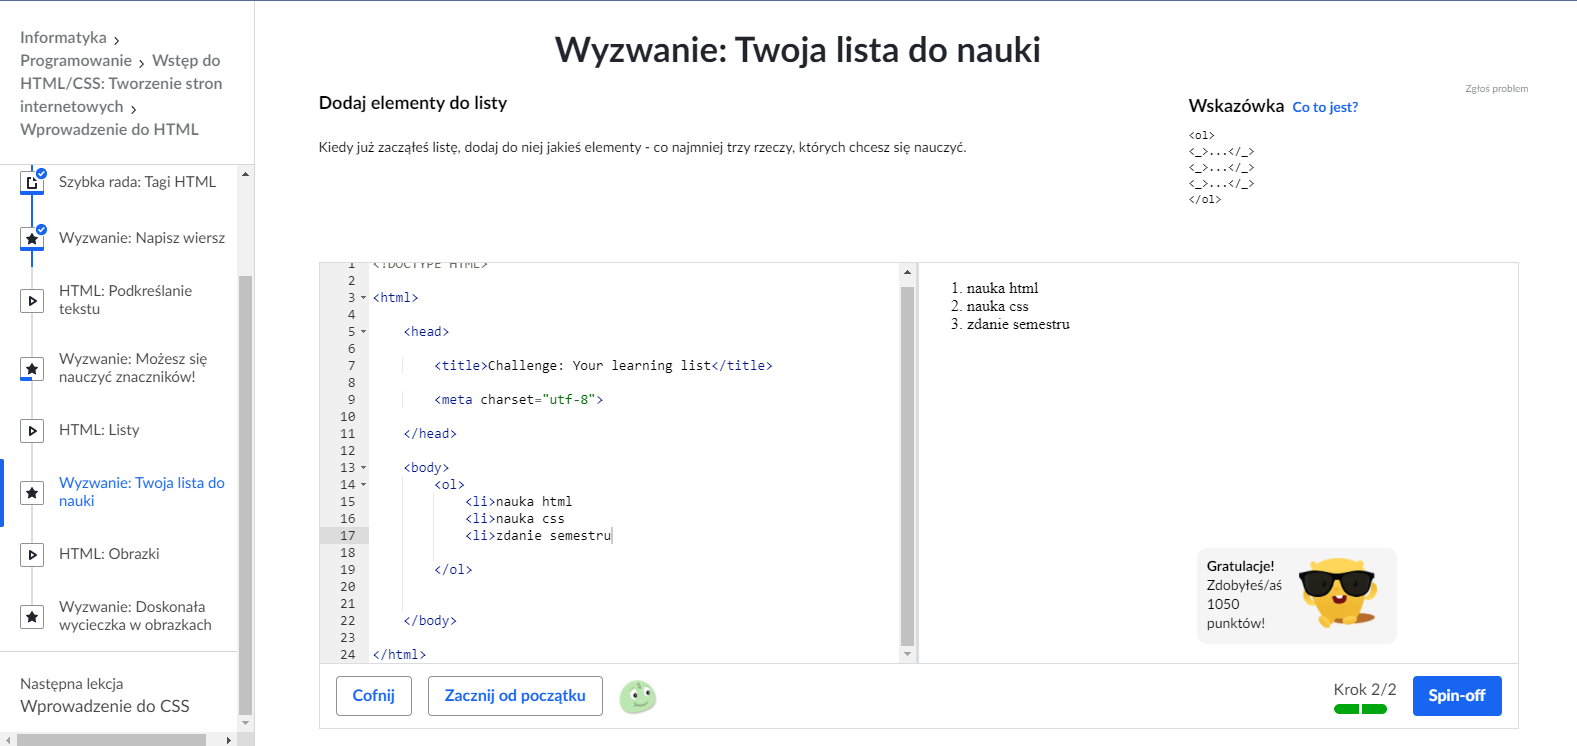 Informatyka >
Programowanie > Wstęp do
HTML/CSS: Tworzenie stron
internetowych >
Wprowadzenie do HTML
Szybka rada: Tagi HTML
Wyzwanie: Napisz wiersz
HTML: Podkreślanie
tekstu
Wyzwanie: Możesz się
nauczyć znaczników!
HTML: Listy
Wyzwanie: Twoja lista do
nauki
HTML: Obrazki
Wyzwanie: Doskonała
wycieczka w obrazkach
Następna lekcja
Wprowadzenie do CSS
Wyzwanie: Twoja lista do nauki
Zgłoś problem
Dodaj elementy do listy
Kiedy już zacząłeś listę, dodaj do niej jakieś elementy - co najmniej trzy rzeczy, których chcesz się nauczyć.
Wskazówka Co to jest?
<ol>
<_>...</_>
<_>...</_>
<_>...</_>
</ol>
1 <!DOCTYPE HTML>
2
3 <html>
4
5 <head>
6
7 <title>Challenge: Your learning list</title>
8
9 <meta charset="utf-8">
10
11 </head>
12
13 <body>
14 <ol>
15 <li>nauka html
16 <li>nauka css
17 <li>zdanie semestru
18
19 </ol>
20
21
22 </body>
23
24 </html>
1. nauka html
2. nauka css
3. zdanie semestru
Gratulacje!
Zdobyłeś/aś
1050
punktów!
Cofnij
Zacznij od początku
Krok 2/2
Spin-off